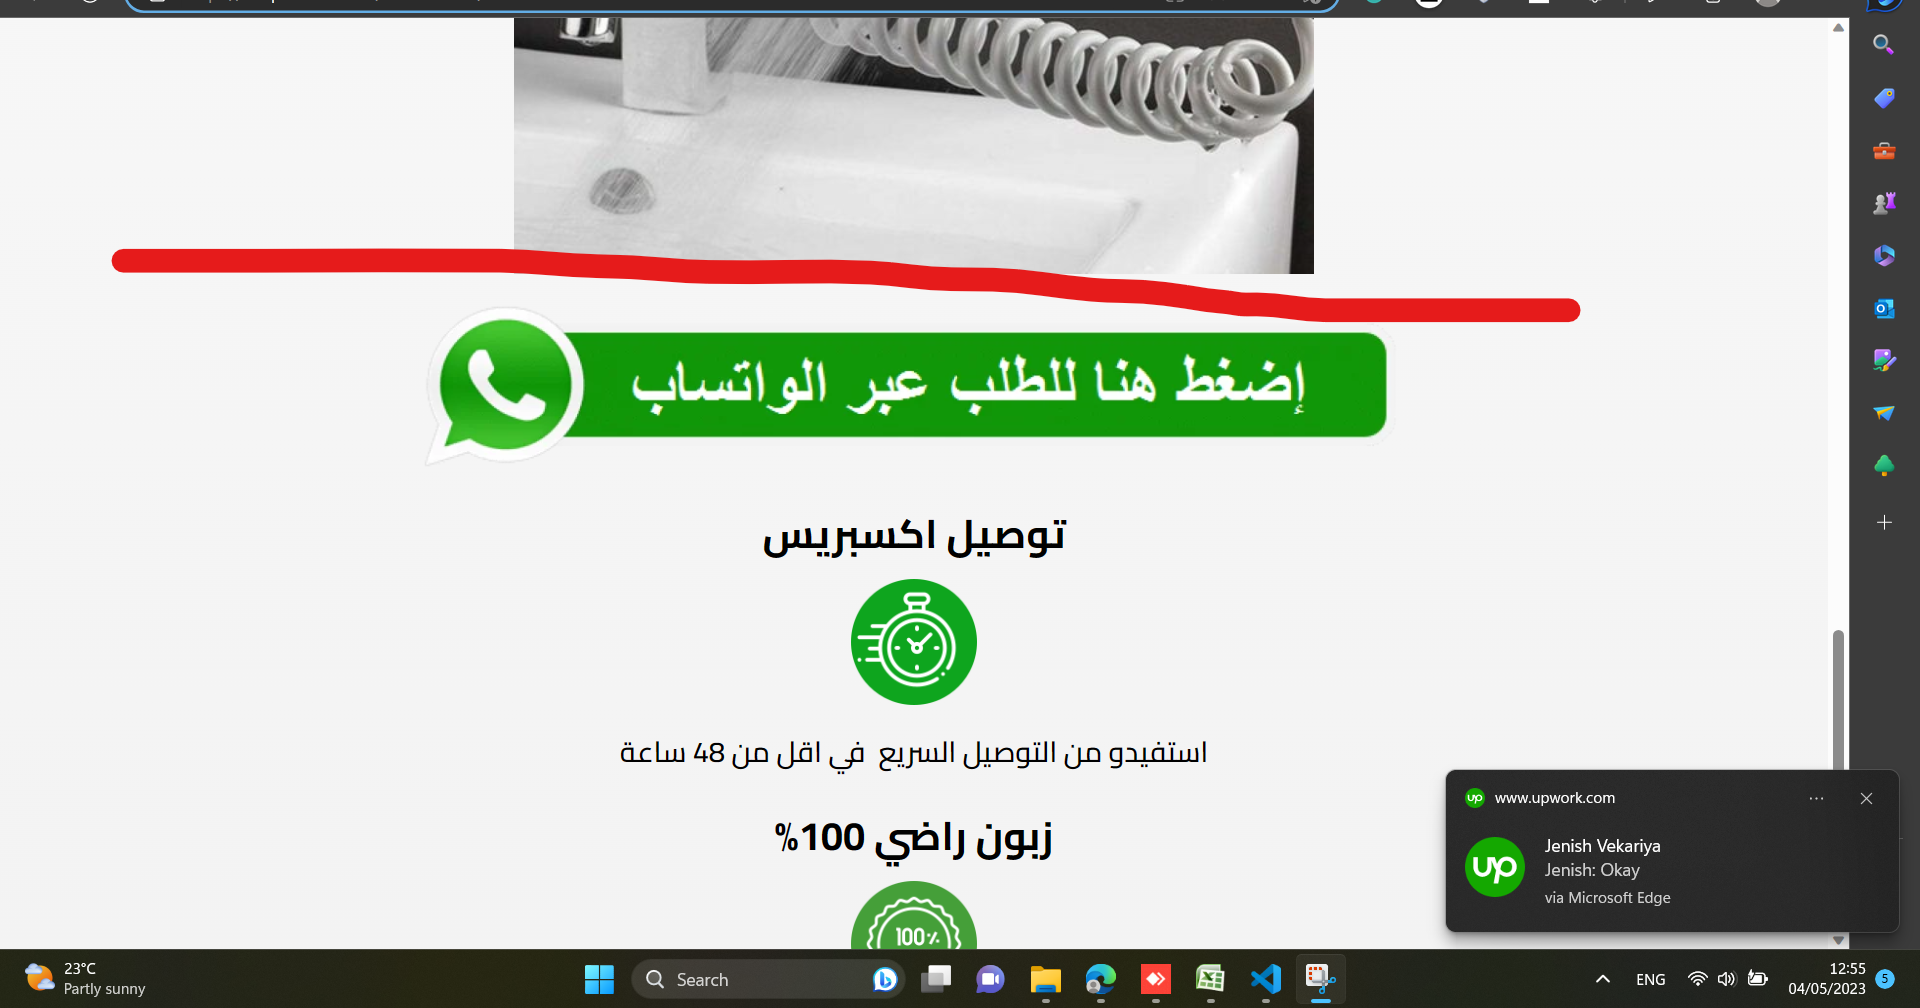 إضغط هنا للطلب عبر الواتساب
توصيل اكسبريس
استفيدو من التوصيل السريع في اقل من 48 ساعة
زبون راضي 100%
100%
www.upwork.com
up
Jenish Vekariya
Jenish: Okay
via Microsoft Edge
23°C
Partly sunny
Search
ENG
12:55
04/05/2023
5